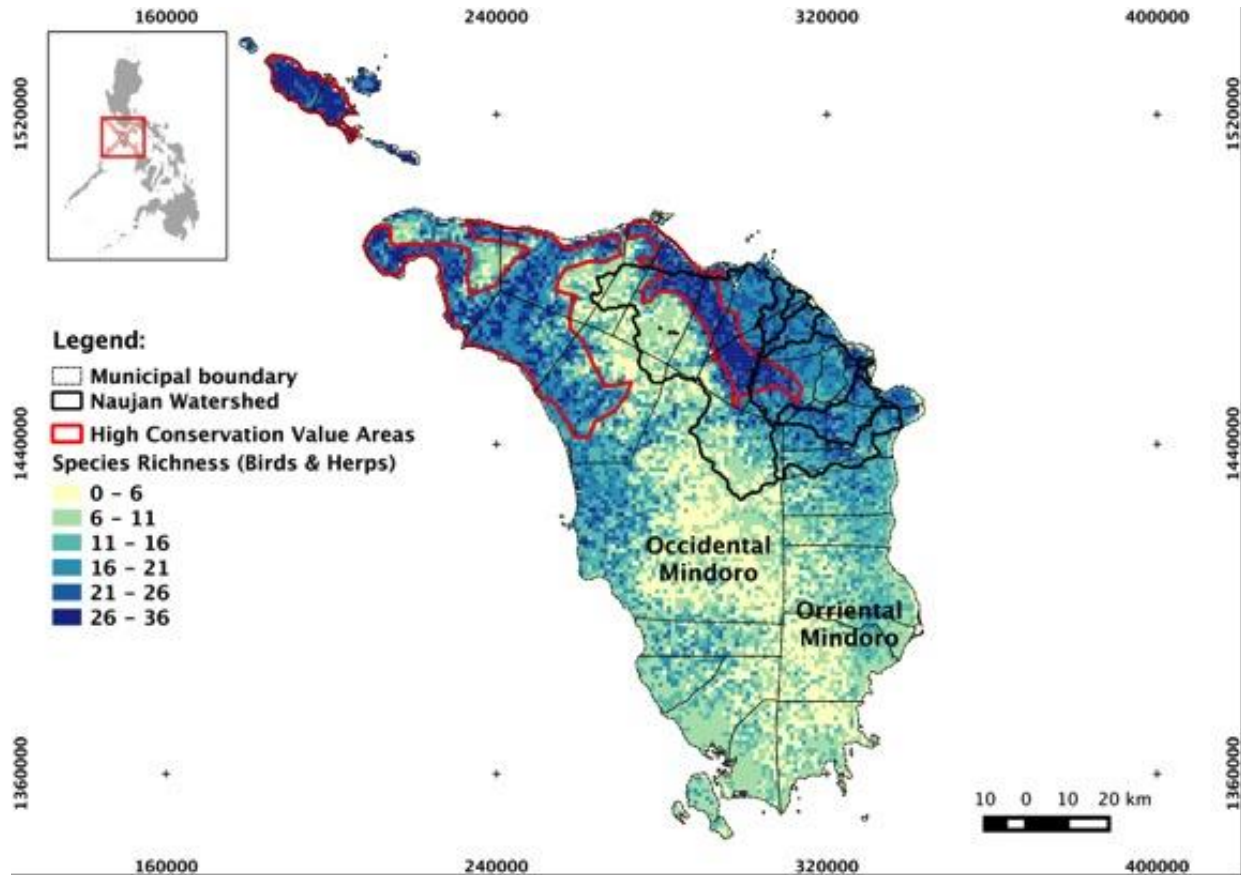 160000 240000 320000 400000
1520000 1520000
Legend:
Municipal boundary
Naujan Watershed
High Conservation Value Areas
Species Richness (Birds & Herps)
0 – 6
6 – 11
11 – 16
16 – 21
21 – 26
26 – 36
1440000 1440000
Occidental
Mindoro
Orriental
Mindoro
1360000 1360000
10 0 10 20 km
160000 240000 320000 400000